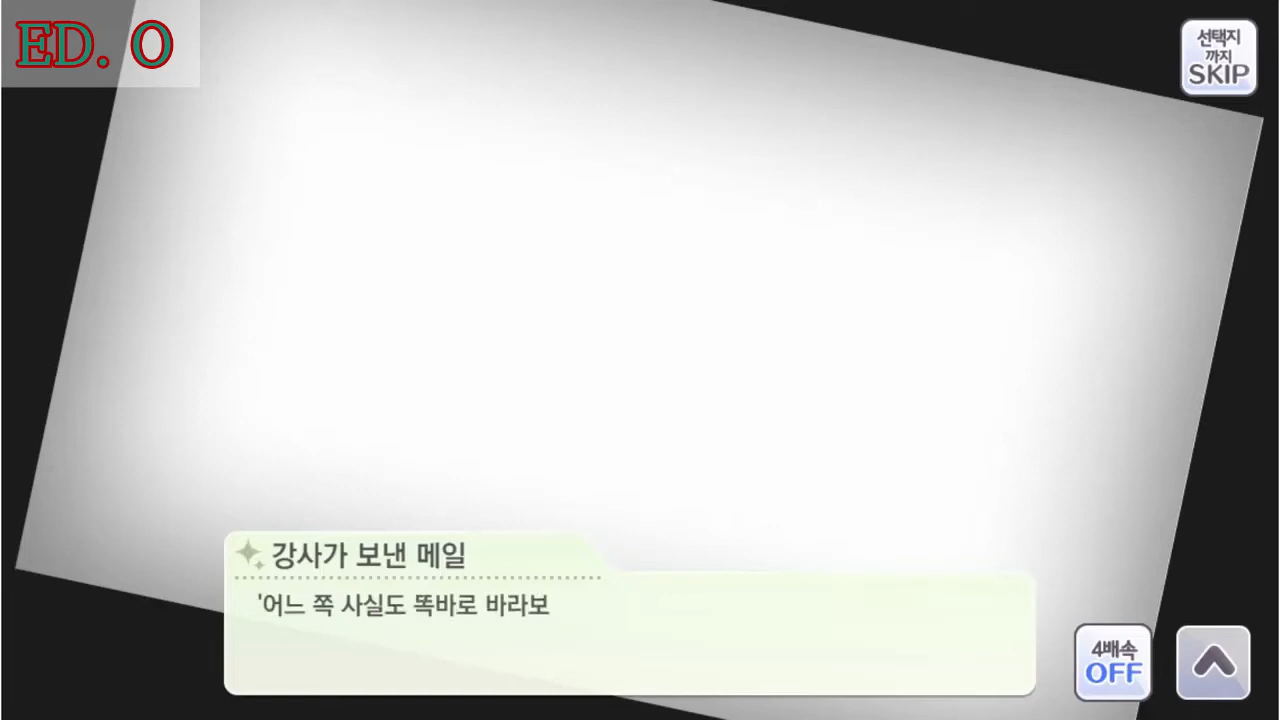 ED. O
선택지
까지
SKIP
강사가 보낸 메일
'어느 쪽 사실도 똑바로 바라보
4배속
OFF